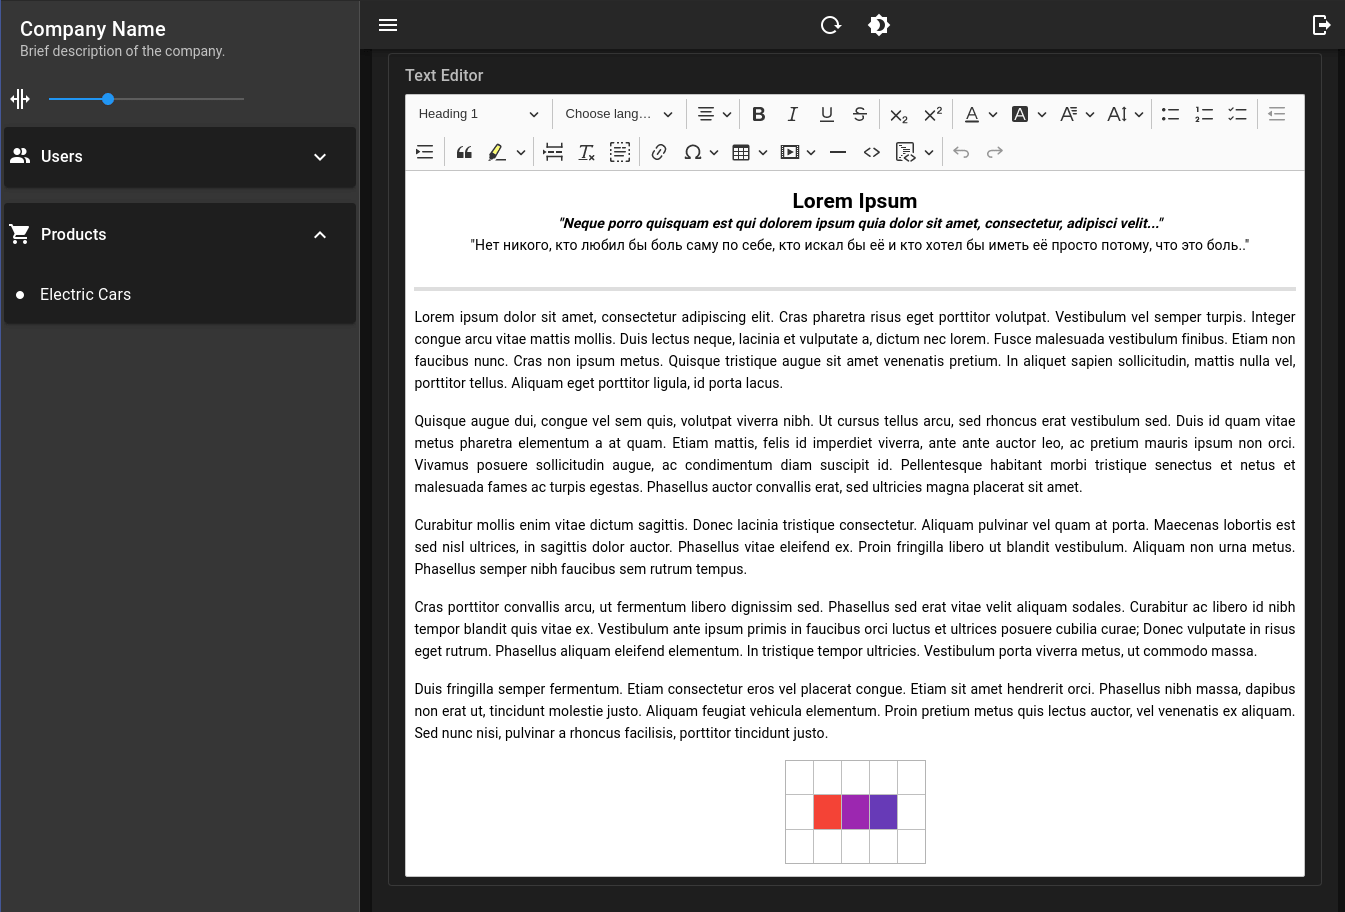 Company Name
Brief description of the company.
Users
Products
Electric Cars
Text Editor
Heading 1
Choose lang…
Lorem Ipsum
"Neque porro quisquam est qui dolorem ipsum quia dolor sit amet, consectetur, adipisci velit..."
"Нет никого, кто любил бы боль саму по себе, кто искал бы её и кто хотел бы иметь её просто потому, что это боль.."
Lorem ipsum dolor sit amet, consectetur adipiscing elit. Cras pharetra risus eget porttitor volutpat. Vestibulum vel semper turpis. Integer
congue arcu vitae mattis mollis. Duis lectus neque, lacinia et vulputate a, dictum nec lorem. Fusce malesuada vestibulum finibus. Etiam non
faucibus nunc. Cras non ipsum metus. Quisque tristique augue sit amet venenatis pretium. In aliquet sapien sollicitudin, mattis nulla vel,
porttitor tellus. Aliquam eget porttitor ligula, id porta lacus.
Quisque augue dui, congue vel sem quis, volutpat viverra nibh. Ut cursus tellus arcu, sed rhoncus erat vestibulum sed. Duis id quam vitae
metus pharetra elementum a at quam. Etiam mattis, felis id imperdiet viverra, ante ante auctor leo, ac pretium mauris ipsum non orci.
Vivamus posuere sollicitudin augue, ac condimentum diam suscipit id. Pellentesque habitant morbi tristique senectus et netus et
malesuada fames ac turpis egestas. Phasellus auctor convallis erat, sed ultricies magna placerat sit amet.
Curabitur mollis enim vitae dictum sagittis. Donec lacinia tristique consectetur. Aliquam pulvinar vel quam at porta. Maecenas lobortis est
sed nisl ultrices, in sagittis dolor auctor. Phasellus vitae eleifend ex. Proin fringilla libero ut blandit vestibulum. Aliquam non urna metus.
Phasellus semper nibh faucibus sem rutrum tempus.
Cras porttitor convallis arcu, ut fermentum libero dignissim sed. Phasellus sed erat vitae velit aliquam sodales. Curabitur ac libero id nibh
tempor blandit quis vitae ex. Vestibulum ante ipsum primis in faucibus orci luctus et ultrices posuere cubilia curae; Donec vulputate in risus
eget rutrum. Phasellus aliquam eleifend elementum. In tristique tempor ultricies. Vestibulum porta viverra metus, ut commodo massa.
Duis fringilla semper fermentum. Etiam consectetur eros vel placerat congue. Etiam sit amet hendrerit orci. Phasellus nibh massa, dapibus
non erat ut, tincidunt molestie justo. Aliquam feugiat vehicula elementum. Proin pretium metus quis lectus auctor, vel venenatis ex aliquam.
Sed nunc nisi, pulvinar a rhoncus facilisis, porttitor tincidunt justo.